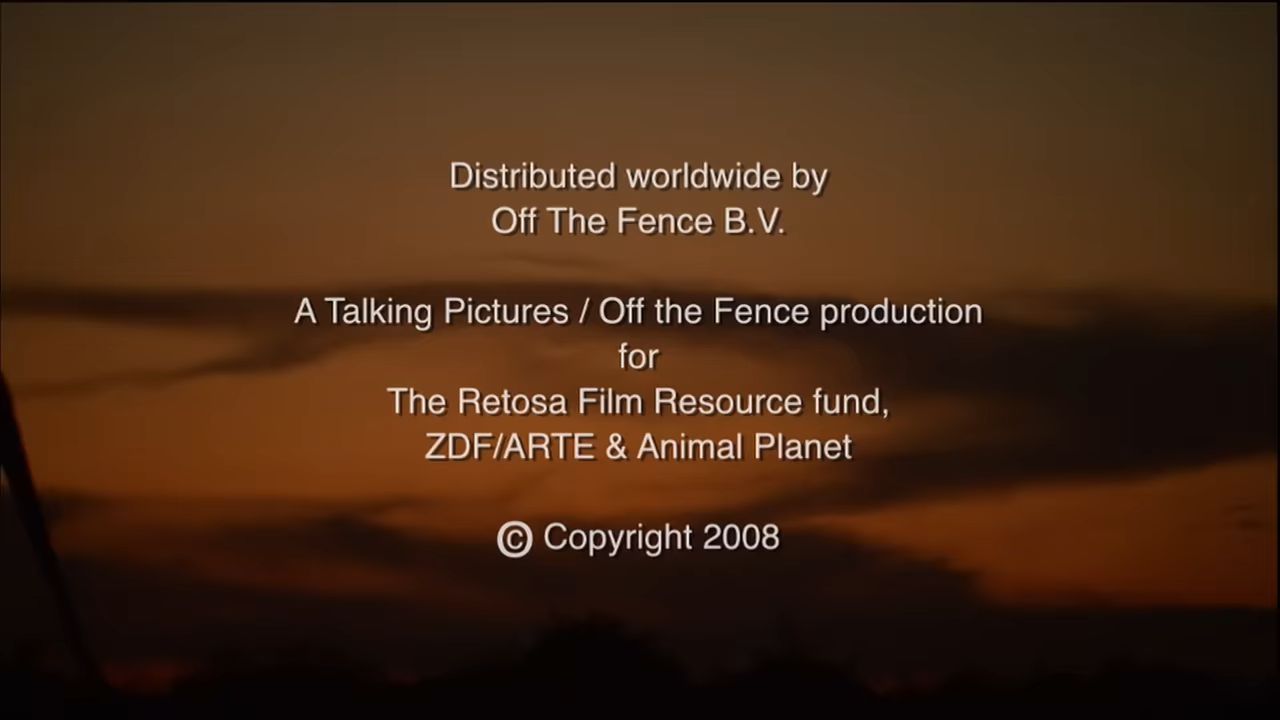 Distributed worldwide by
Off The Fence B.V.
A Talking Pictures / Off the Fence production
for
The Retosa Film Resource fund,
ZDF/ARTE & Animal Planet
© Copyright 2008